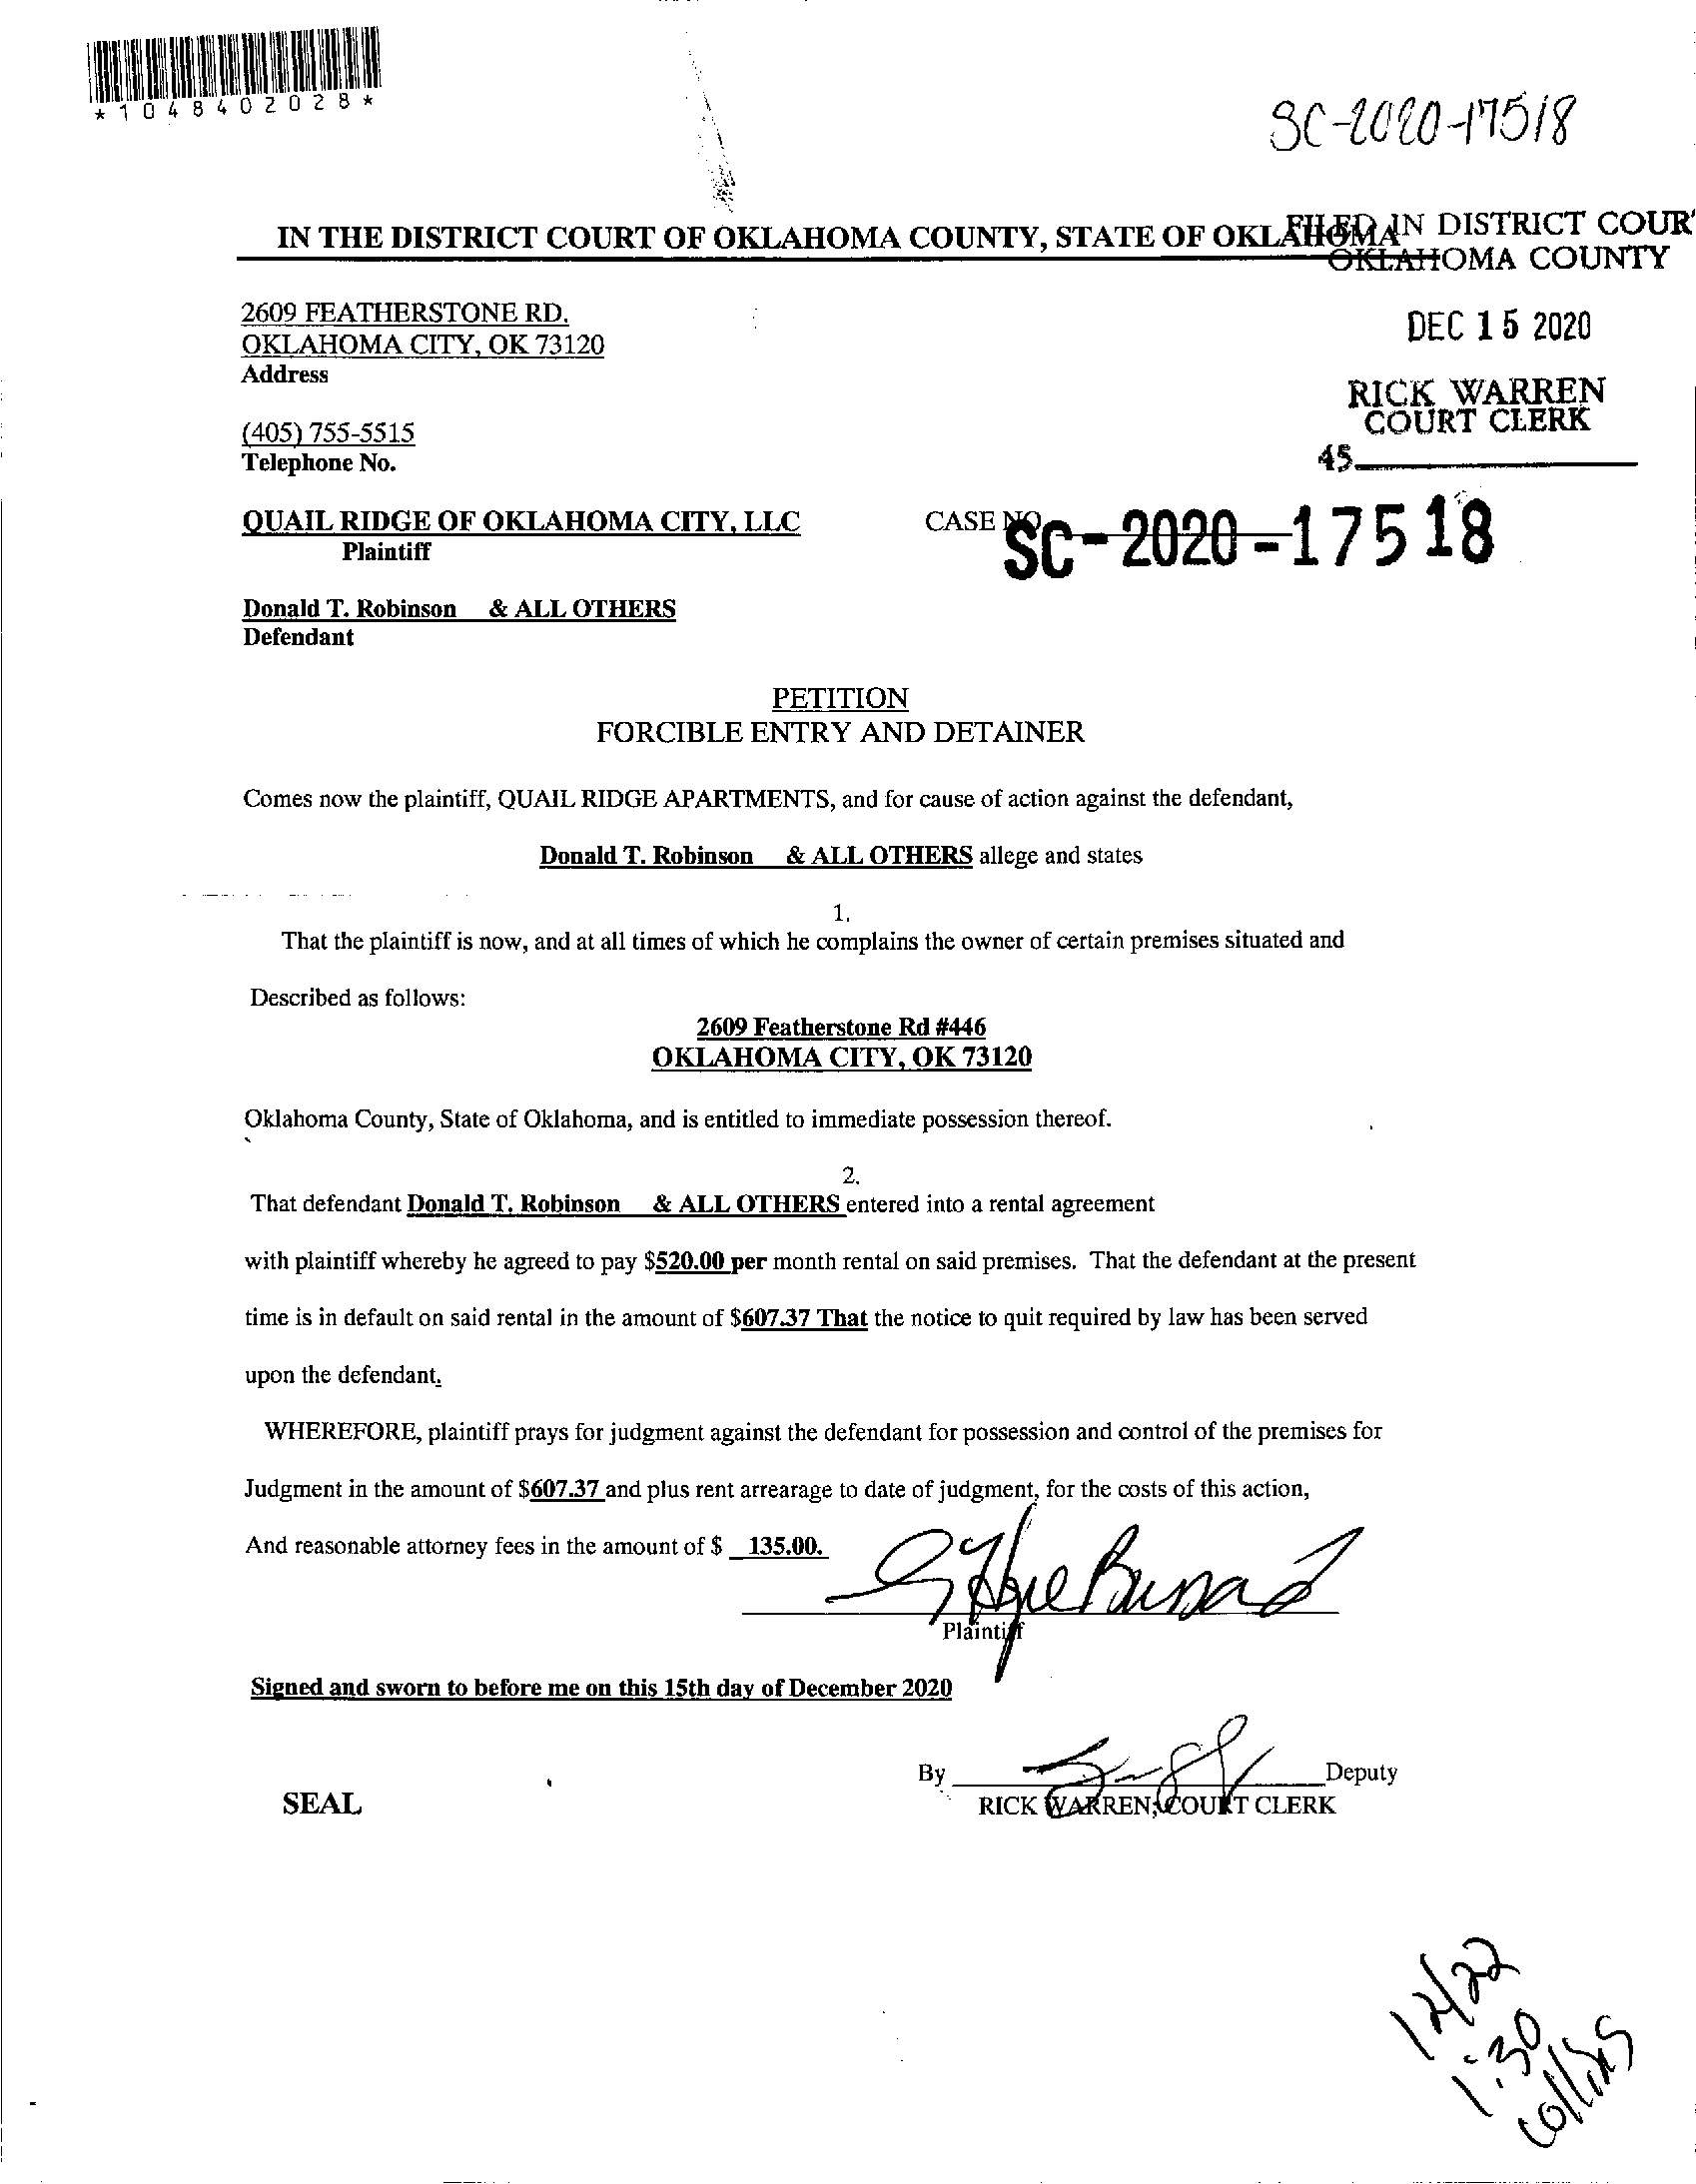 *1048402028*
SC-2020-17518
IN THE DISTRICT COURT OF OKLAHOMA COUNTY, STATE OF OKLAHOMA
FILED IN DISTRICT COUR
OKLAHOMA COUNTY
2609 FEATHERSTONE RD.
OKLAHOMA CITY, OK 73120
Address
DEC 15 2020
RICK WARREN
COURT CLERK
(405) 755-5515
Telephone No.
45
QUAIL RIDGE OF OKLAHOMA CITY, LLC
Plaintiff
CASE NO. SC-2020-17518
Donald T. Robinson & ALL OTHERS
Defendant
PETITION
FORCIBLE ENTRY AND DETAINER
Comes now the plaintiff, QUAIL RIDGE APARTMENTS, and for cause of action against the defendant,
Donald T. Robinson & ALL OTHERS allege and states
1.
That the plaintiff is now, and at all times of which he complains the owner of certain premises situated and
Described as follows:
2609 Featherstone Rd #446
OKLAHOMA CITY, OK 73120
Oklahoma County, State of Oklahoma, and is entitled to immediate possession thereof.
2.
That defendant Donald T. Robinson & ALL OTHERS entered into a rental agreement
with plaintiff whereby he agreed to pay $520.00 per month rental on said premises. That the defendant at the present
time is in default on said rental in the amount of $607.37 That the notice to quit required by law has been served
upon the defendant.
WHEREFORE, plaintiff prays for judgment against the defendant for possession and control of the premises for
Judgment in the amount of $607.37 and plus rent arrearage to date of judgment, for the costs of this action,
And reasonable attorney fees in the amount of $ 135.00.
Plaintiff
Signed and sworn to before me on this 15th day of December 2020
By Deputy
SEAL
RICK WARREN, COURT CLERK
12/22
1:30
Collins